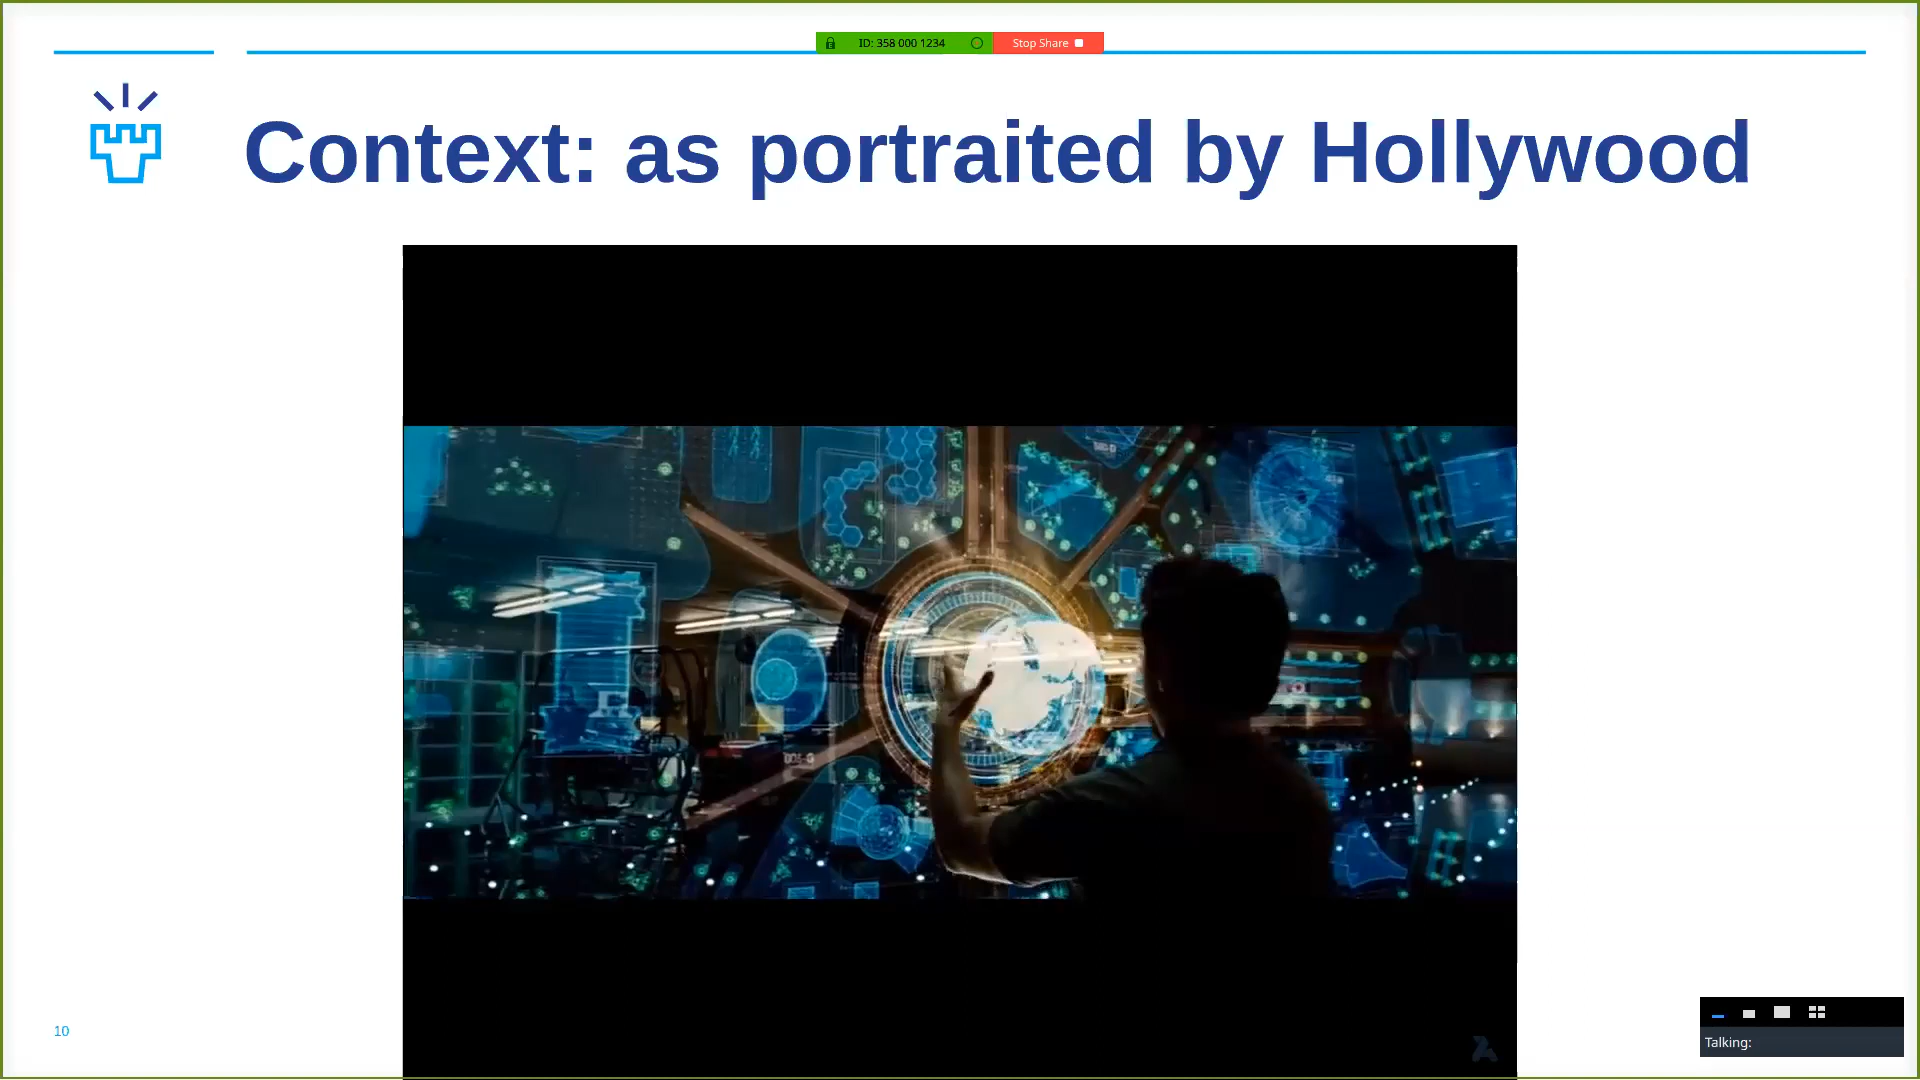 ID: 358 000 1234
Stop Share
Context: as portraited by Hollywood
10
Talking: